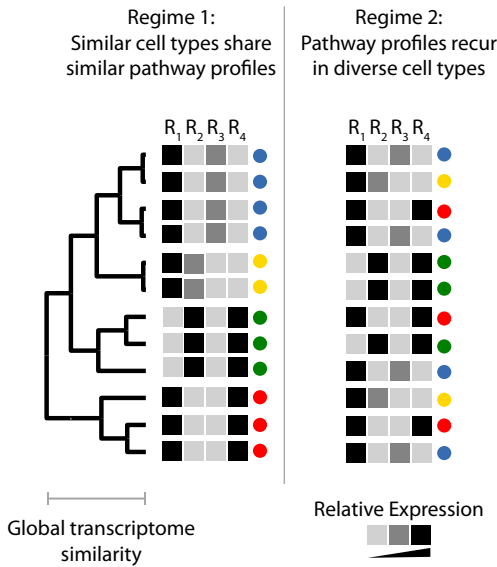 Regime 1:
Similar cell types share
similar pathway profiles
Regime 2:
Pathway profiles recur
in diverse cell types
R1 R2 R3 R4
R1 R2 R3 R4
Global transcriptome
similarity
Relative Expression